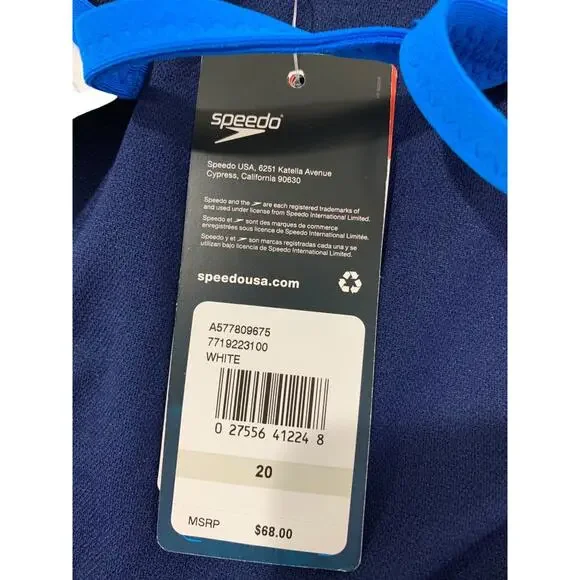 speedo
Speedo USA, 6251 Katella Avenue
Cypress, California 90630
Speedo and the are each registered trademarks of
and used under license from Speedo International Limited.
Speedo et sont des marques de commerce
enregistrées sous licence de Speedo International Limitée.
Speedo y et son marcas registradas cada una y se
utilizan bajo licencia de Speedo International Limited.
speedousa.com
A577809675
7719223100
WHITE
0 27556 41224 8
20
MSRP $68.00